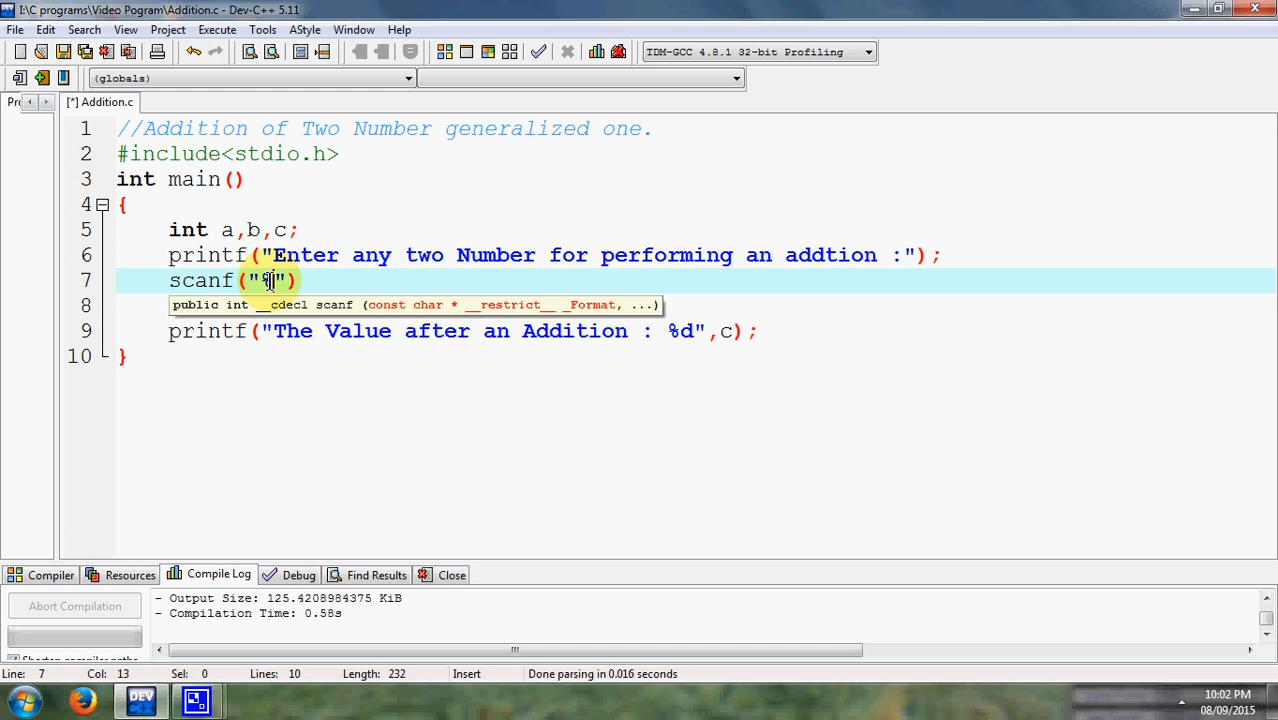 I:\C programs\Video Pogram\Addition.c - Dev-C++ 5.11
File Edit Search View Project Execute Tools AStyle Window Help
TDM-GCC 4.8.1 32-bit Profiling
(globals)
Pro [*] Addition.c
1 //Addition of Two Number generalized one.
2 #include<stdio.h>
3 int main()
4 {
5 int a,b,c;
6 printf("Enter any two Number for performing an addtion :");
7 scanf("%")
8 public int __cdecl scanf (const char * __restrict__ _Format, ...)
9 printf("The Value after an Addition : %d",c);
10 }
Compiler Resources Compile Log Debug Find Results Close
Abort Compilation
- Output Size: 125.4208984375 KiB
- Compilation Time: 0.58s
Shorten compiler paths
Line: 7 Col: 13 Sel: 0 Lines: 10 Length: 232 Insert Done parsing in 0.016 seconds
DEV C++
10:02 PM
08/09/2015